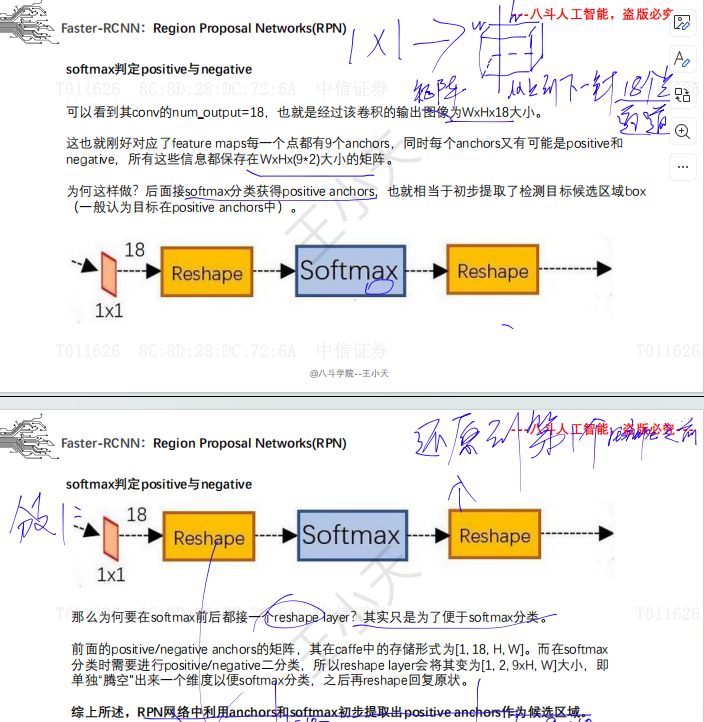 Faster-RCNN：Region Proposal Networks(RPN)
---八斗人工智能，盗版必究
1×1→
W H
softmax判定positive与negative
矩阵 从上到下一针 18个点
T011626 8C:8D:28:DC:72:6A 中信证券
可以看到其conv的num_output=18，也就是经过该卷积的输出图像为WxHx18大小。
这也就刚好对应了feature maps每一个点都有9个anchors，同时每个anchors又有可能是positive和
negative，所有这些信息都保存在WxHx(9*2)大小的矩阵。
为何这样做？后面接softmax分类获得positive anchors，也就相当于初步提取了检测目标候选区域box
（一般认为目标在positive anchors中）。
王小天
18
Reshape
Softmax
Reshape
1x1
T011626 8C:8D:28:DC:72:6A 中信证券
T011626
@八斗学院--王小天
Faster-RCNN：Region Proposal Networks(RPN)
---八斗人工智能，盗版必究---
还原到第1个
softmax判定positive与negative
18
Reshape
Softmax
Reshape
1x1
那么为何要在softmax前后都接一个reshape layer？其实只是为了便于softmax分类。
T011626
前面的positive/negative anchors的矩阵，其在caffe中的存储形式为[1, 18, H, W]。而在softmax
分类时需要进行positive/negative二分类，所以reshape layer会将其变为[1, 2, 9xH, W]大小，即
单独“腾空”出来一个维度以便softmax分类，之后再reshape回复原状。
王小天
综上所述，RPN网络中利用anchors和softmax初步提取出positive anchors作为候选区域。